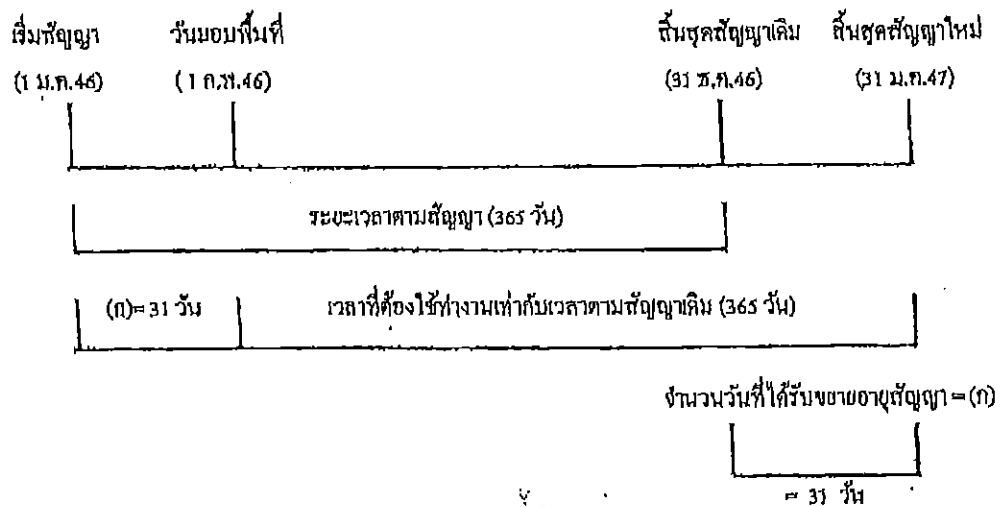 เริ่มสัญญา วันมอบพื้นที่ สิ้นสุดสัญญาเดิม สิ้นสุดสัญญาใหม่
(1 ม.ค.46) (1 ก.พ.46) (31 ธ.ค.46) (31 ม.ค.47)
ระยะเวลาตามสัญญา (365 วัน)
(ก)= 31 วัน เวลาที่ต้องใช้ทำงานเท่ากับเวลาตามสัญญาเดิม (365 วัน)
จำนวนวันที่ได้รับขยายอายุสัญญา = (ก)
= 31 วัน